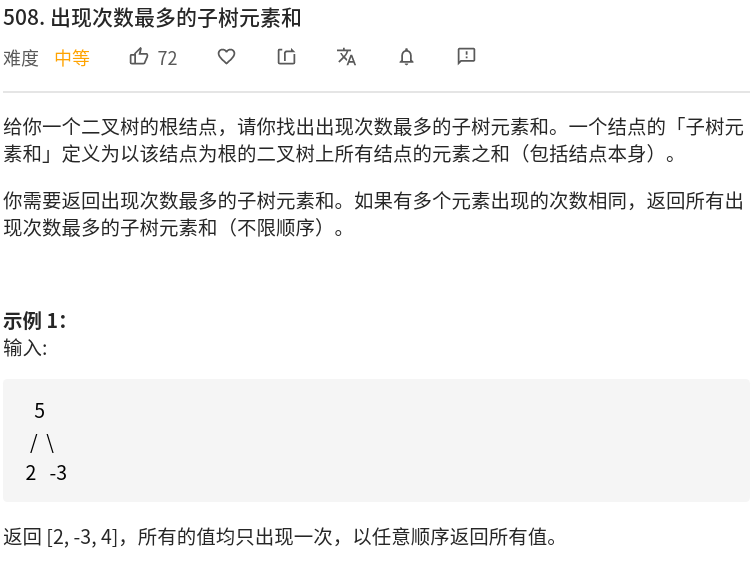 508. 出现次数最多的子树元素和
难度 中等 72
给你一个二叉树的根结点，请你找出出现次数最多的子树元素和。一个结点的「子树元
素和」定义为以该结点为根的二叉树上所有结点的元素之和（包括结点本身）。
你需要返回出现次数最多的子树元素和。如果有多个元素出现的次数相同，返回所有出
现次数最多的子树元素和（不限顺序）。
示例 1：
输入:
5
/ \
2 -3
返回 [2, -3, 4]，所有的值均只出现一次，以任意顺序返回所有值。